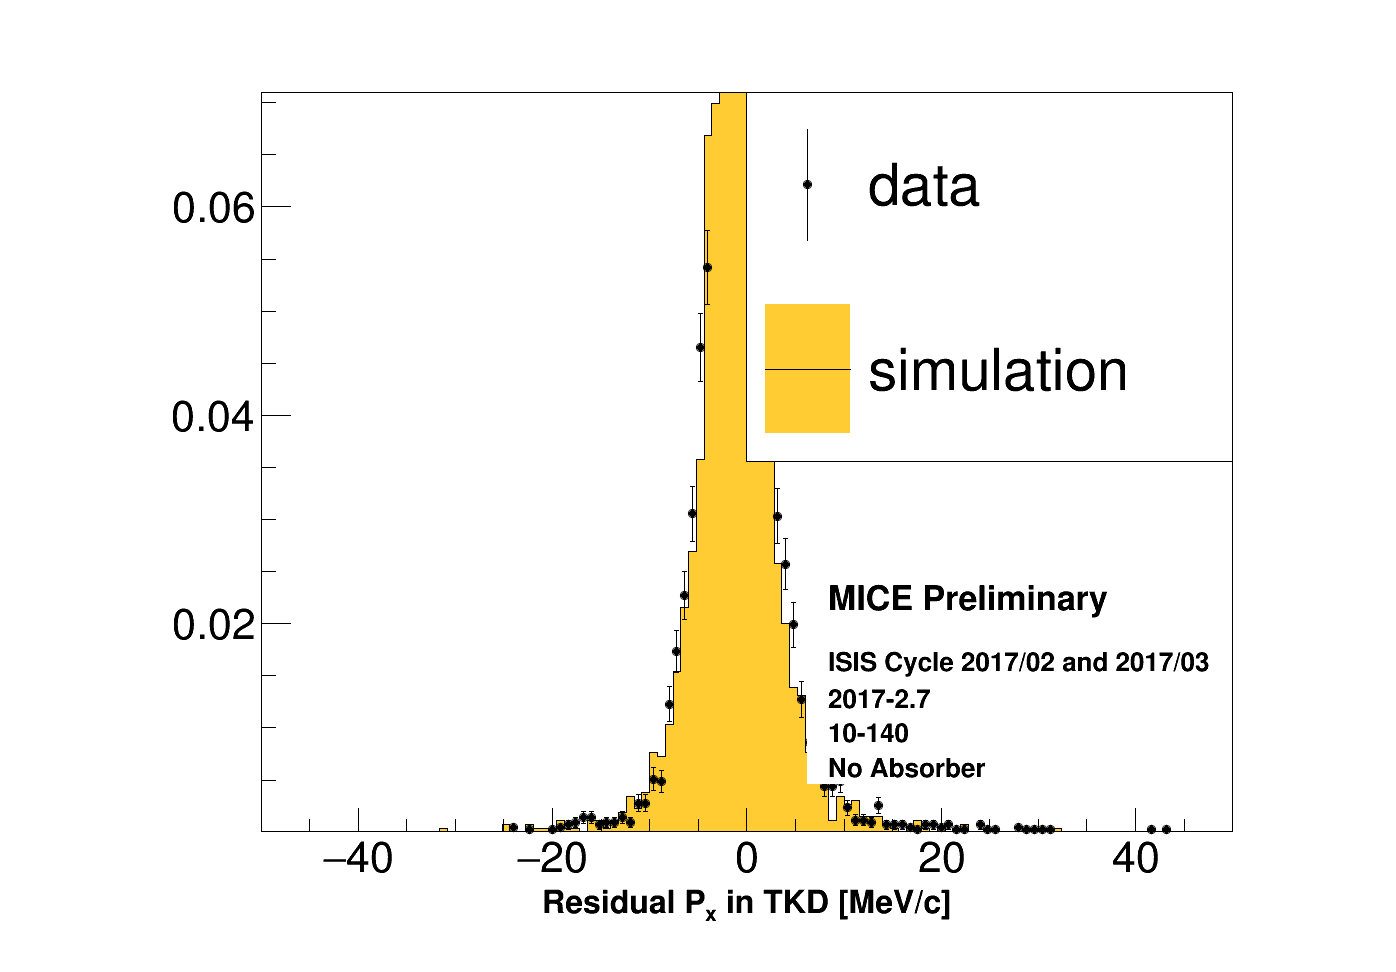 data
0.06
simulation
0.04
MICE Preliminary
0.02
ISIS Cycle 2017/02 and 2017/03
2017-2.7
10-140
No Absorber
−40 −20 0 20 40
Residual Px in TKD [MeV/c]